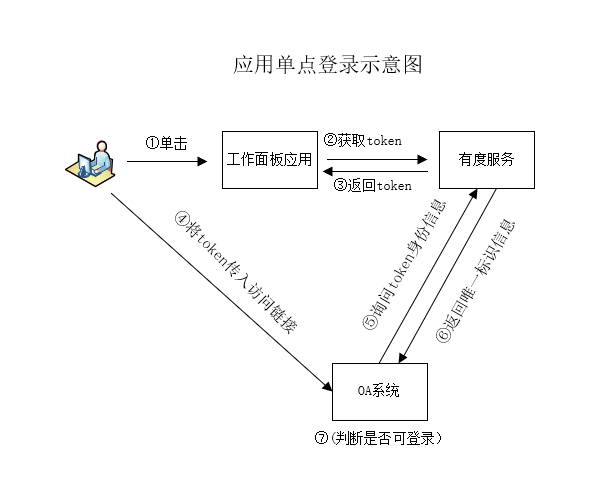 应用单点登录示意图
①单击
工作面板应用
②获取token
③返回token
有度服务
④将token传入访问链接
⑤询问token身份信息
⑥返回唯一标识信息
OA系统
⑦(判断是否可登录)